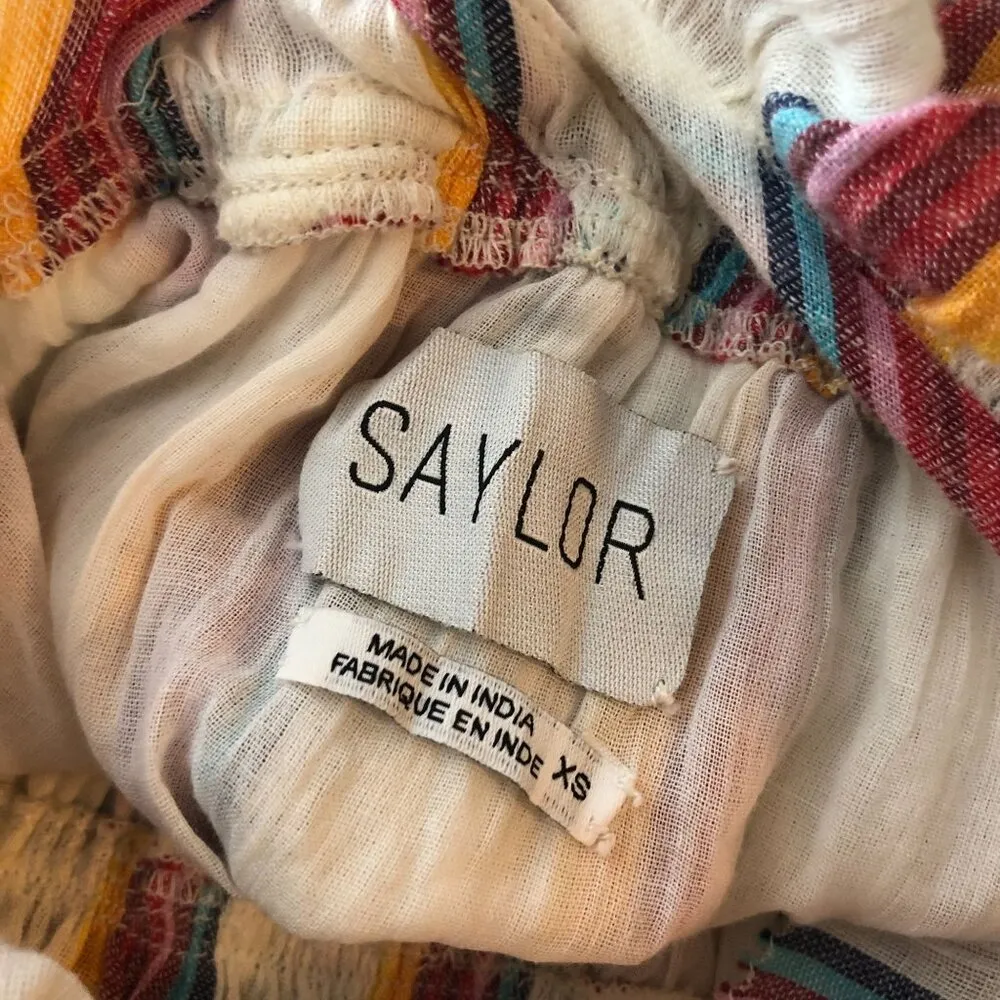 SAYLOR
MADE IN INDIA
FABRIQUE EN INDE XS